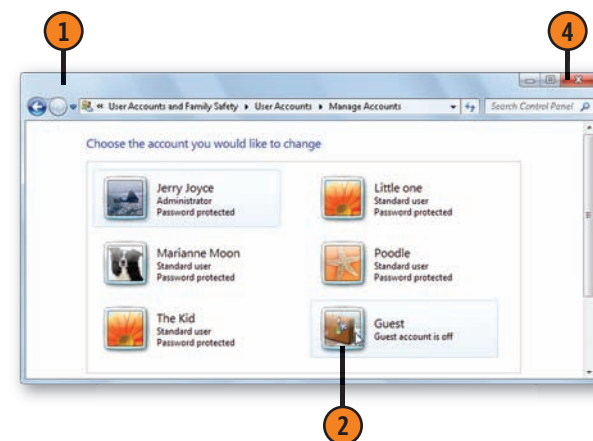 1
4
« User Accounts and Family Safety ▸ User Accounts ▸ Manage Accounts
Search Control Panel
Choose the account you would like to change
Jerry Joyce
Administrator
Password protected
Little one
Standard user
Password protected
Marianne Moon
Standard user
Password protected
Poodle
Standard user
Password protected
The Kid
Standard user
Password protected
Guest
Guest account is off
2